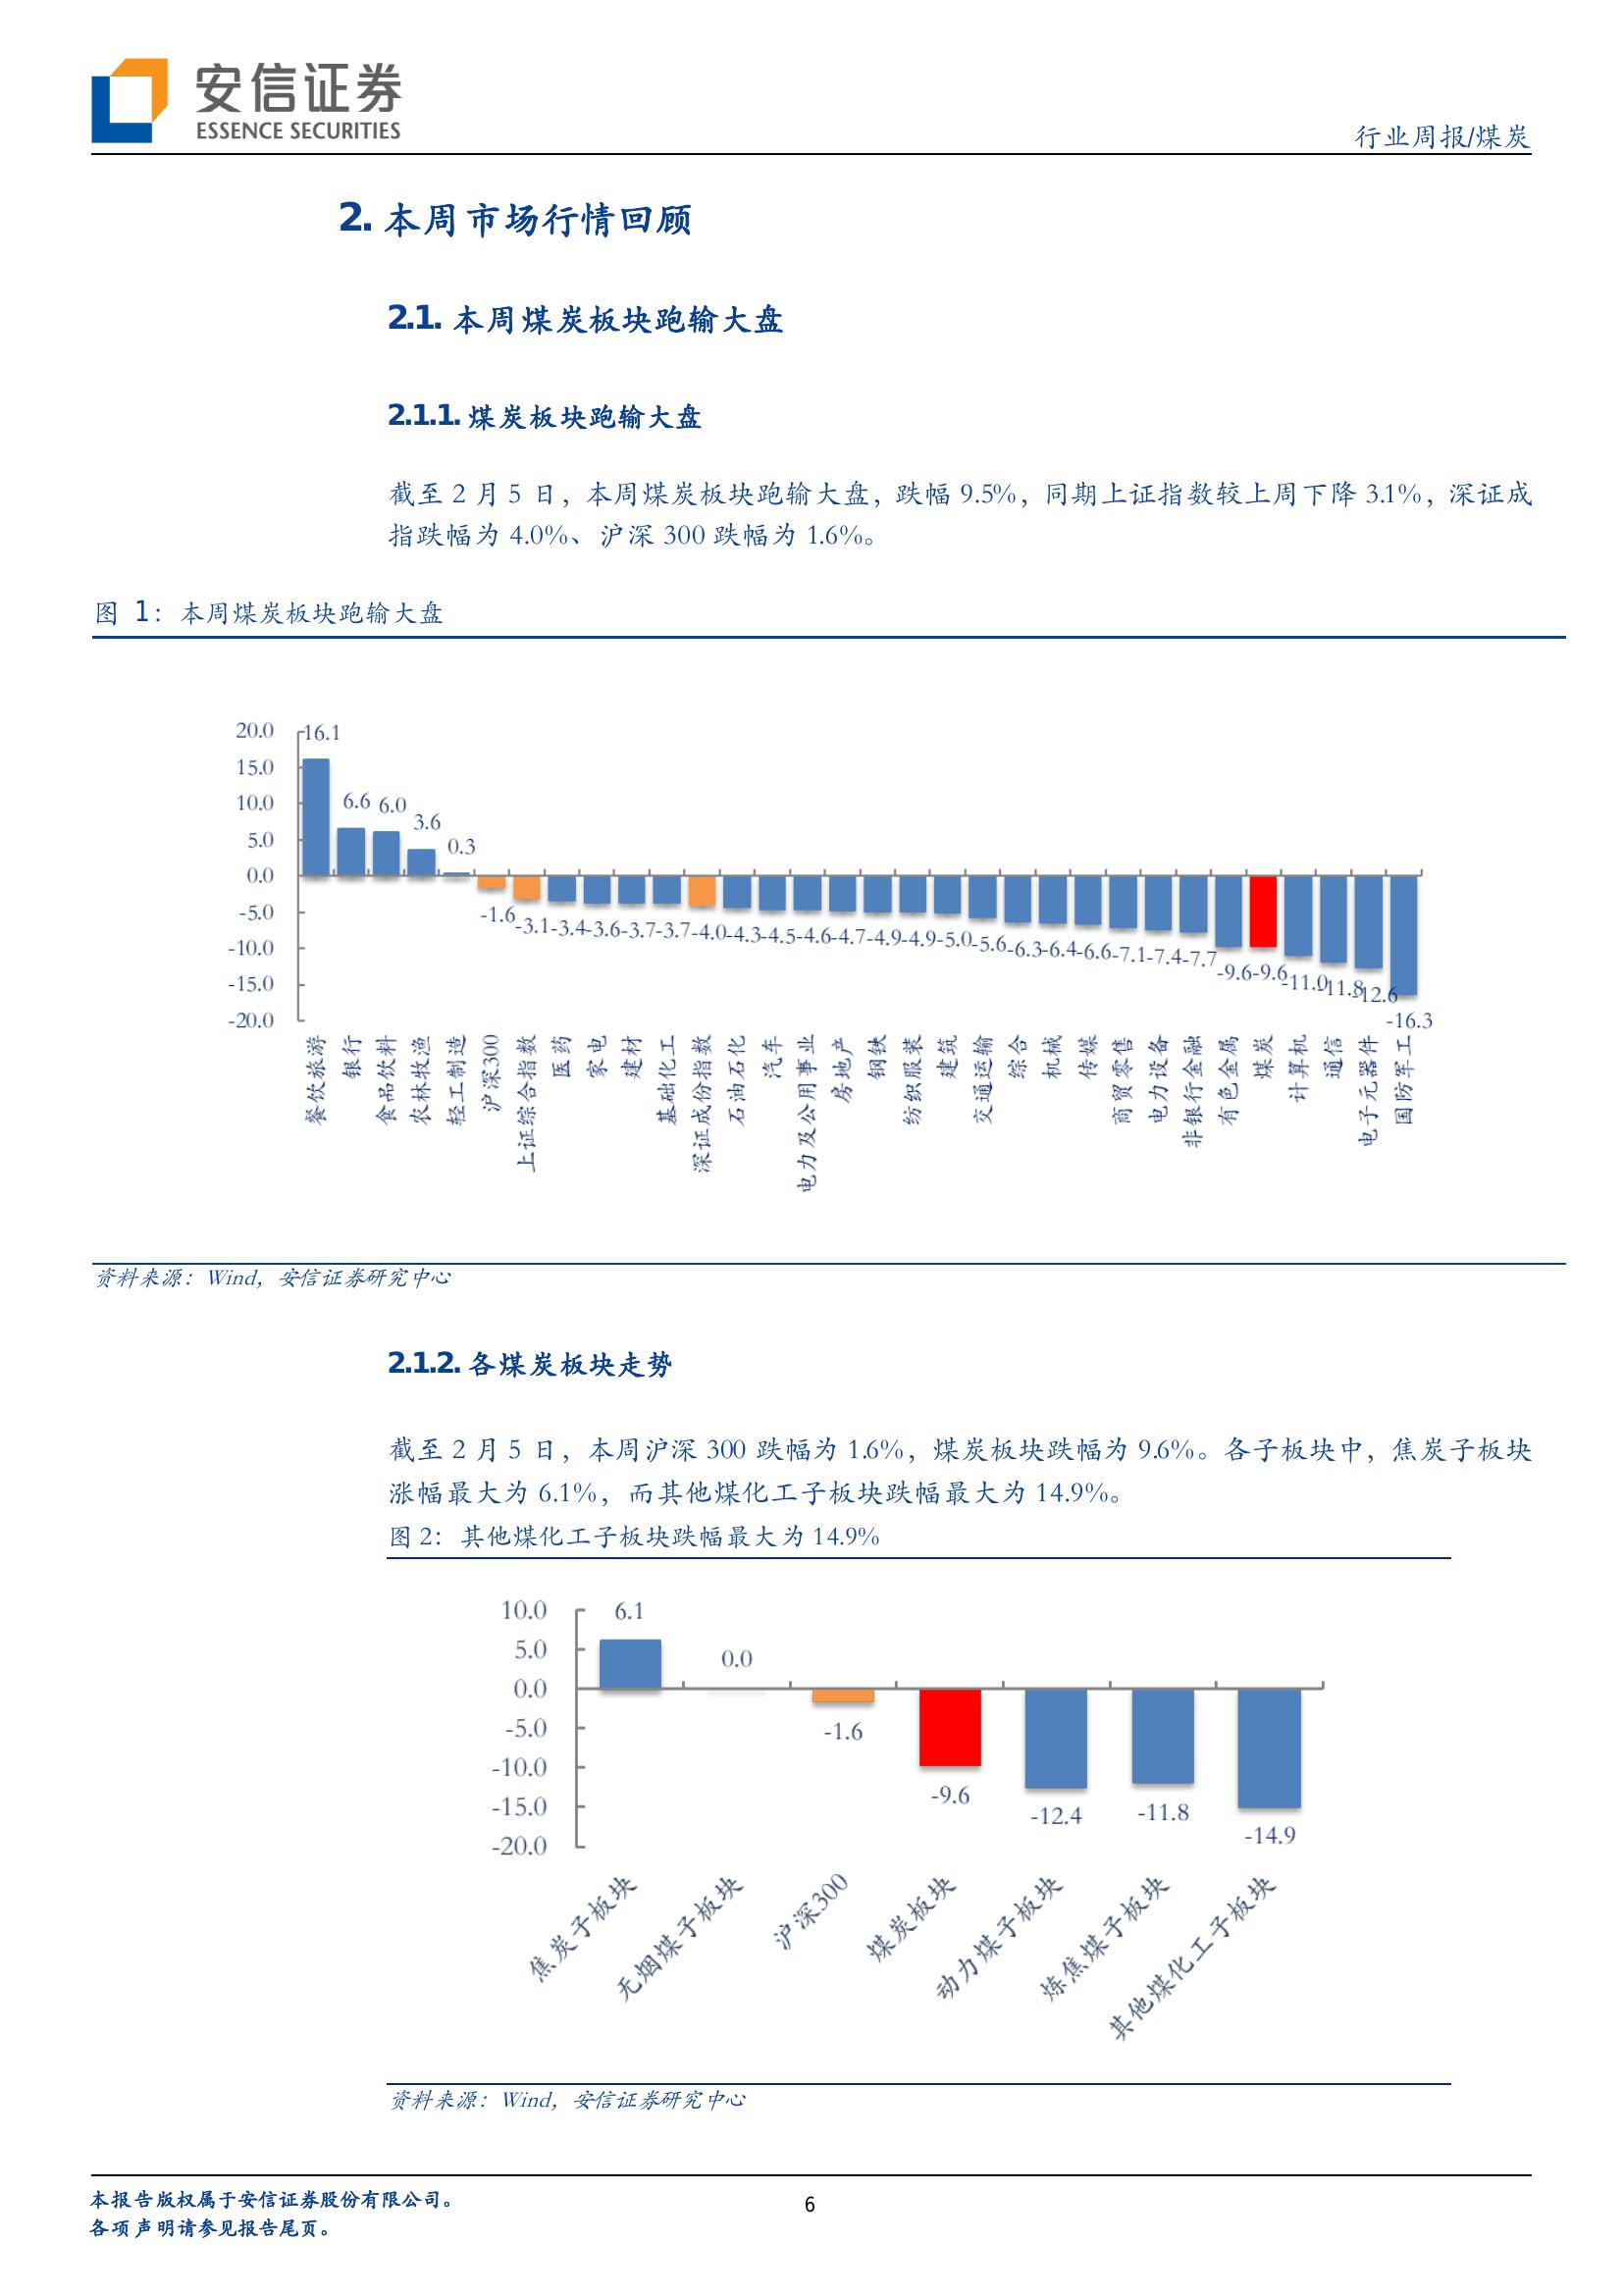 安信证券
ESSENCE SECURITIES
行业周报/煤炭
2. 本周市场行情回顾
2.1. 本周煤炭板块跑输大盘
2.1.1. 煤炭板块跑输大盘
截至 2 月 5 日，本周煤炭板块跑输大盘，跌幅 9.5%，同期上证指数较上周下降 3.1%，深证成
指跌幅为 4.0%、沪深 300 跌幅为 1.6%。
图 1：本周煤炭板块跑输大盘
20.0
15.0
10.0
5.0
0.0
-5.0
-10.0
-15.0
-20.0
16.1
6.6
6.0
3.6
0.3
-1.6
-3.1
-3.4
-3.6
-3.7
-3.7
-4.0
-4.3
-4.5
-4.6
-4.7
-4.9
-4.9
-5.0
-5.6
-6.3
-6.4
-6.6
-7.1
-7.4
-7.7
-9.6
-9.6
-11.0
-11.8
-12.6
-16.3
餐饮旅游
银行
食品饮料
农林牧渔
轻工制造
沪深300
上证综合指数
医药
家电
建材
基础化工
深证成份指数
石油石化
汽车
电力及公用事业
房地产
钢铁
纺织服装
建筑
交通运输
综合
机械
传媒
商贸零售
电力设备
非银行金融
有色金属
煤炭
计算机
通信
电子元器件
国防军工
资料来源：Wind，安信证券研究中心
2.1.2. 各煤炭板块走势
截至 2 月 5 日，本周沪深 300 跌幅为 1.6%，煤炭板块跌幅为 9.6%。各子板块中，焦炭子板块
涨幅最大为 6.1%，而其他煤化工子板块跌幅最大为 14.9%。
图 2：其他煤化工子板块跌幅最大为 14.9%
10.0
5.0
0.0
-5.0
-10.0
-15.0
-20.0
6.1
0.0
-1.6
-9.6
-12.4
-11.8
-14.9
焦炭子板块
无烟煤子板块
沪深300
煤炭板块
动力煤子板块
炼焦煤子板块
其他煤化工子板块
资料来源：Wind，安信证券研究中心
本报告版权属于安信证券股份有限公司。
各项声明请参见报告尾页。
6